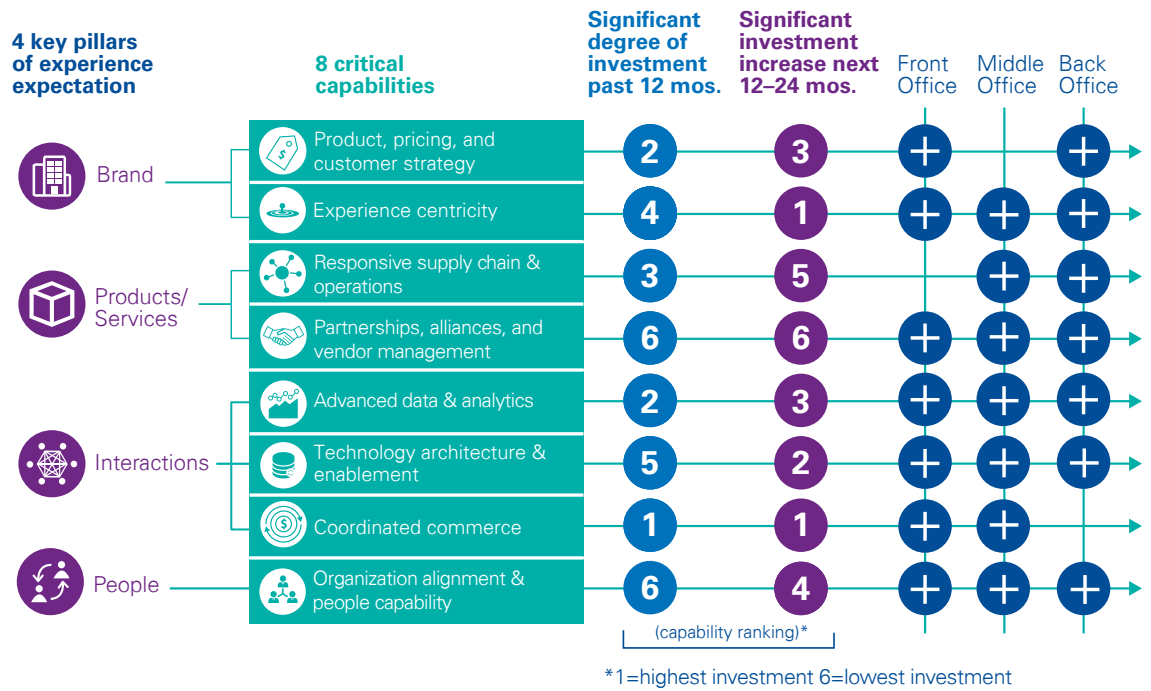 4 key pillars
of experience
expectation
8 critical
capabilities
Significant
degree of
investment
past 12 mos.
Significant
investment
increase next
12–24 mos.
Front
Office
Middle
Office
Back
Office
Brand
Product, pricing, and
customer strategy
2
3
Experience centricity
4
1
Products/
Services
Responsive supply chain &
operations
3
5
Partnerships, alliances, and
vendor management
6
6
Interactions
Advanced data & analytics
2
3
Technology architecture &
enablement
5
2
Coordinated commerce
1
1
People
Organization alignment &
people capability
6
4
(capability ranking)*
*1=highest investment 6=lowest investment